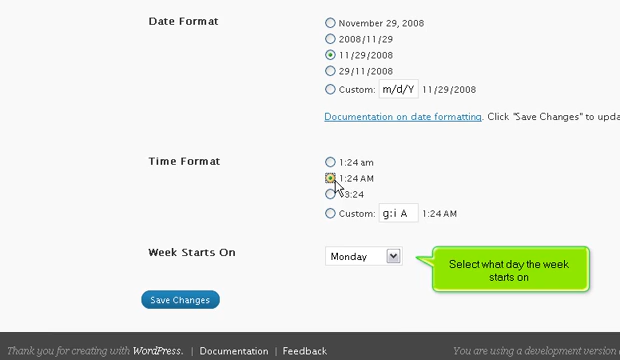 Date Format
November 29, 2008
2008/11/29
11/29/2008
29/11/2008
Custom: m/d/Y 11/29/2008
Documentation on date formatting. Click "Save Changes" to
Time Format
1:24 am
1:24 AM
Custom: g:i A 1:24 AM
Week Starts On
Monday
Select what day the week
starts on
Save Changes
Thank you for creating with WordPress. | Documentation | Feedback
You are using a development version